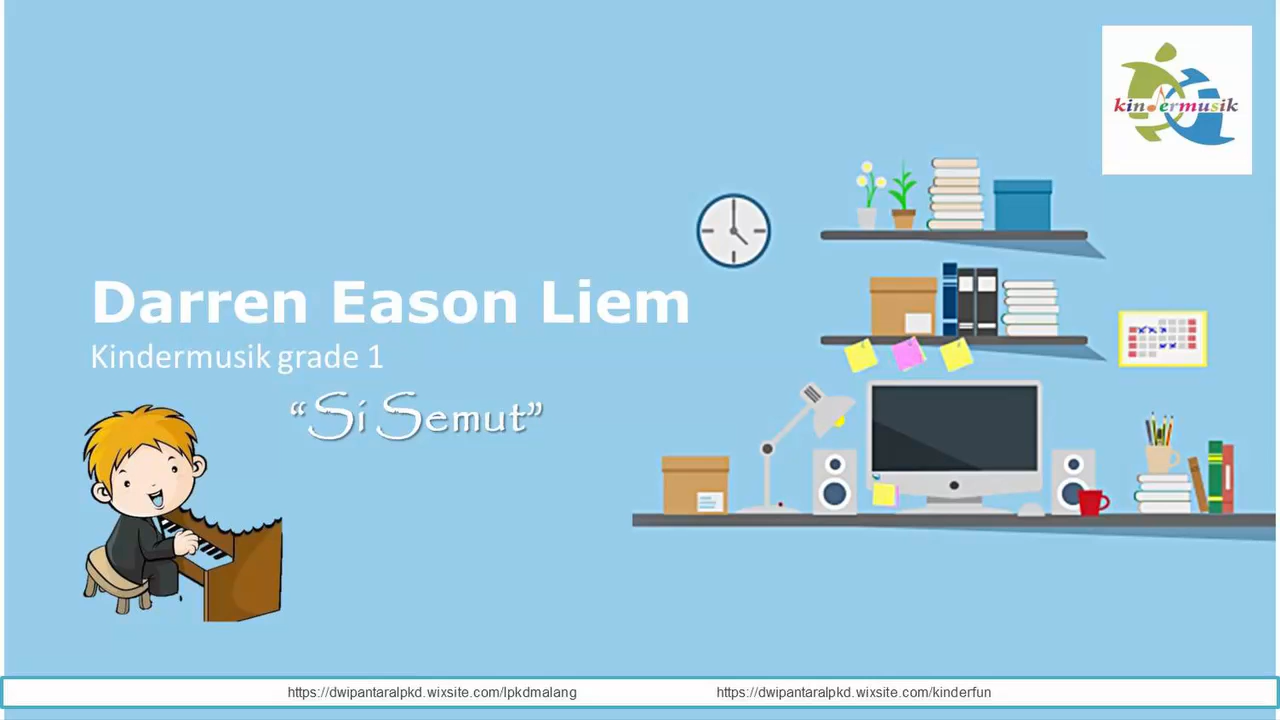 kindermusik
Darren Eason Liem
Kindermusik grade 1
“Si Semut”
https://dwipantaralpkd.wixsite.com/lpkdmalang
https://dwipantaralpkd.wixsite.com/kinderfun